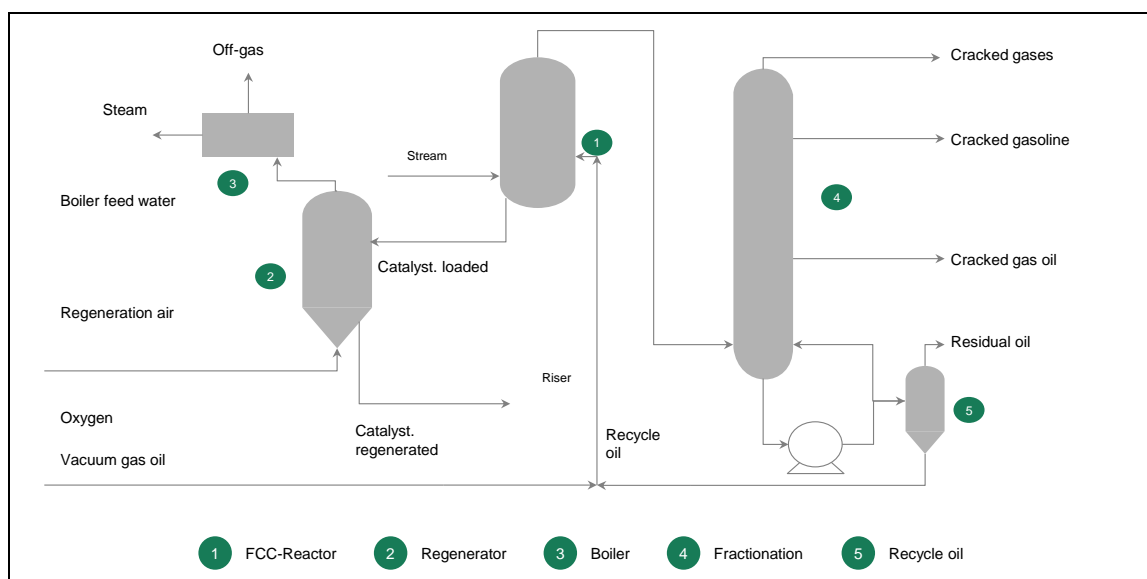 Off-gas
Cracked gases
Steam
Cracked gasoline
1
Stream
3
Boiler feed water
4
Cracked gas oil
Catalyst. loaded
2
Regeneration air
Residual oil
Riser
5
Oxygen
Catalyst.
regenerated
Recycle
oil
Vacuum gas oil
1 FCC-Reactor
2 Regenerator
3 Boiler
4 Fractionation
5 Recycle oil